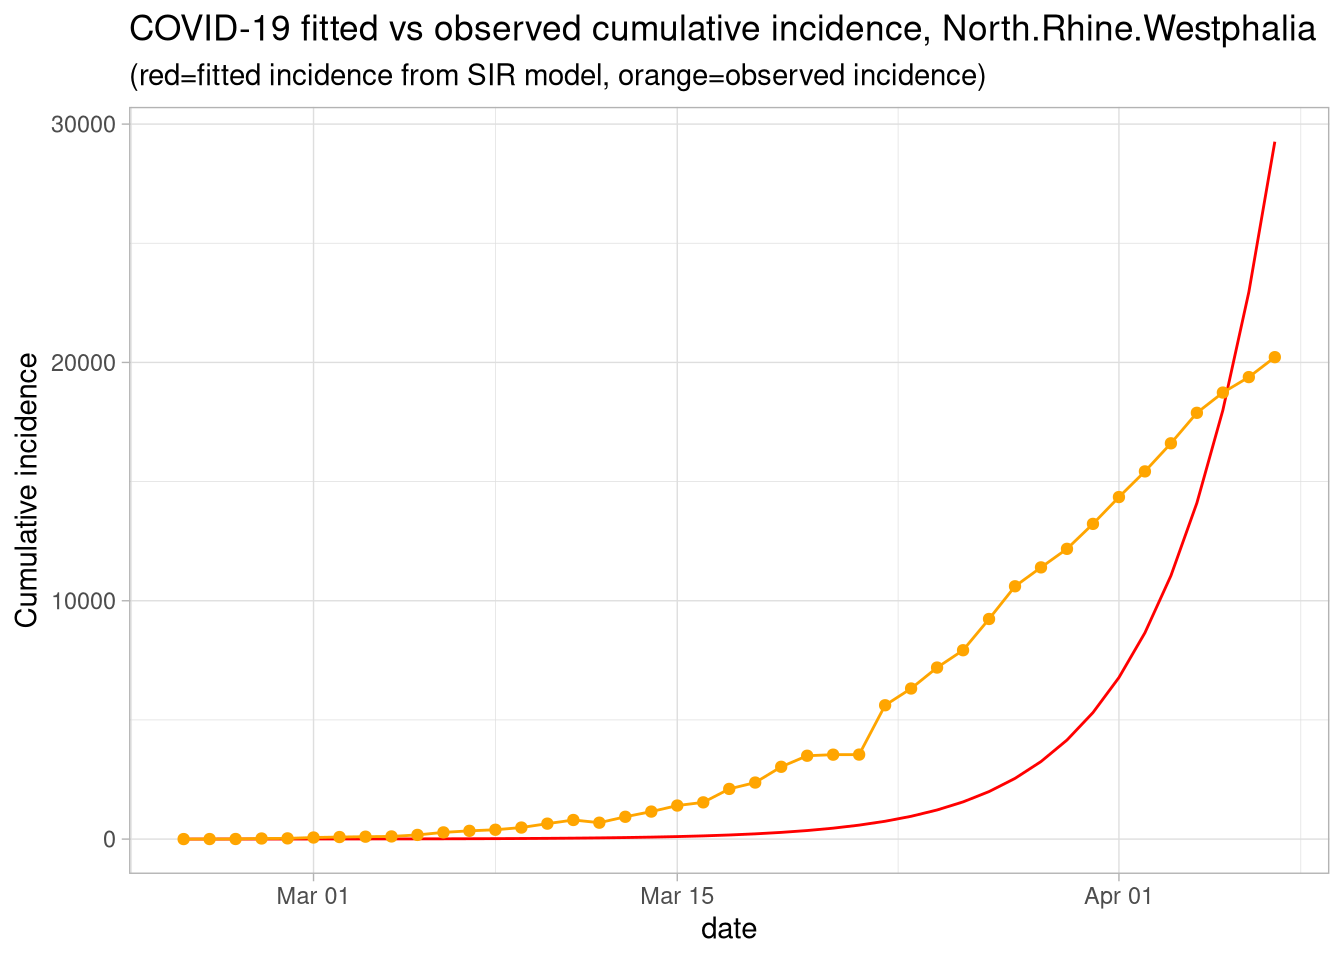 COVID-19 fitted vs observed cumulative incidence, North.Rhine.Westphalia
(red=fitted incidence from SIR model, orange=observed incidence)
30000
20000
10000
0
Cumulative incidence
Mar 01
Mar 15
Apr 01
date